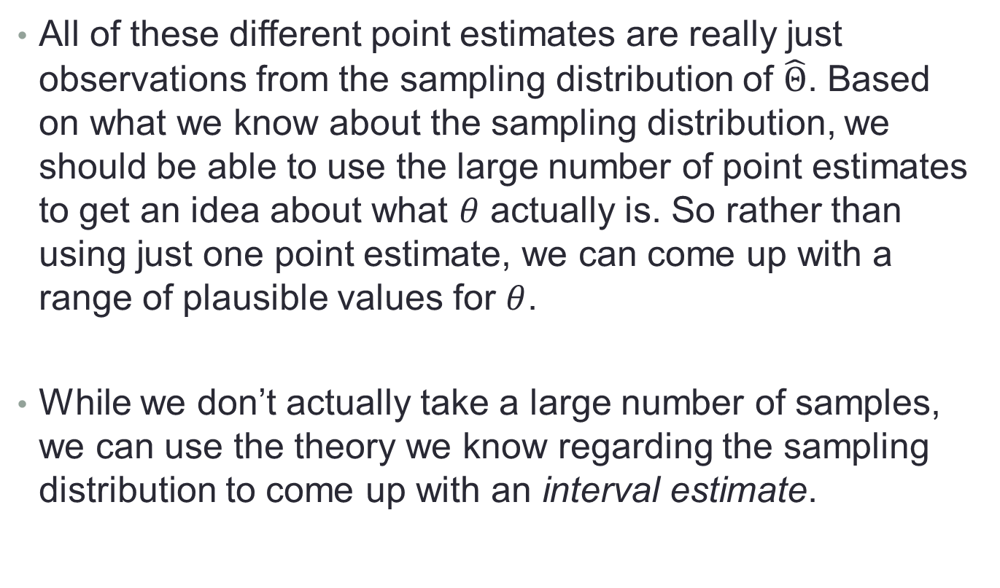 • All of these different point estimates are really just
observations from the sampling distribution of Θ̂. Based
on what we know about the sampling distribution, we
should be able to use the large number of point estimates
to get an idea about what θ actually is. So rather than
using just one point estimate, we can come up with a
range of plausible values for θ.
• While we don’t actually take a large number of samples,
we can use the theory we know regarding the sampling
distribution to come up with an interval estimate.